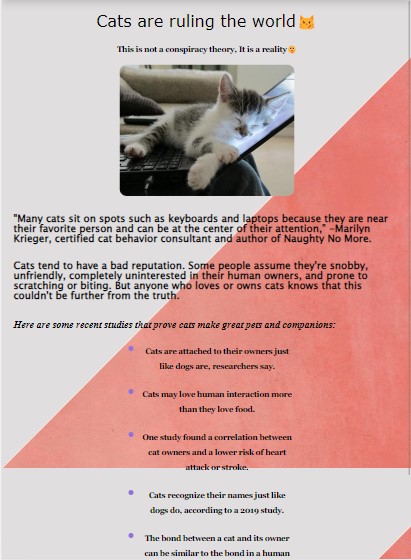 Cats are ruling the world🐱
This is not a conspiracy theory, It is a reality🙂
"Many cats sit on spots such as keyboards and laptops because they are near
their favorite person and can be at the center of their attention," –Marilyn
Krieger, certified cat behavior consultant and author of Naughty No More.
Cats tend to have a bad reputation. Some people assume they're snobby,
unfriendly, completely uninterested in their human owners, and prone to
scratching or biting. But anyone who loves or owns cats knows that this
couldn't be further from the truth.
Here are some recent studies that prove cats make great pets and companions:
• Cats are attached to their owners just
like dogs are, researchers say.
• Cats may love human interaction more
than they love food.
• One study found a correlation between
cat owners and a lower risk of heart
attack or stroke.
• Cats recognize their names just like
dogs do, according to a 2019 study.
• The bond between a cat and its owner
can be similar to the bond in a human